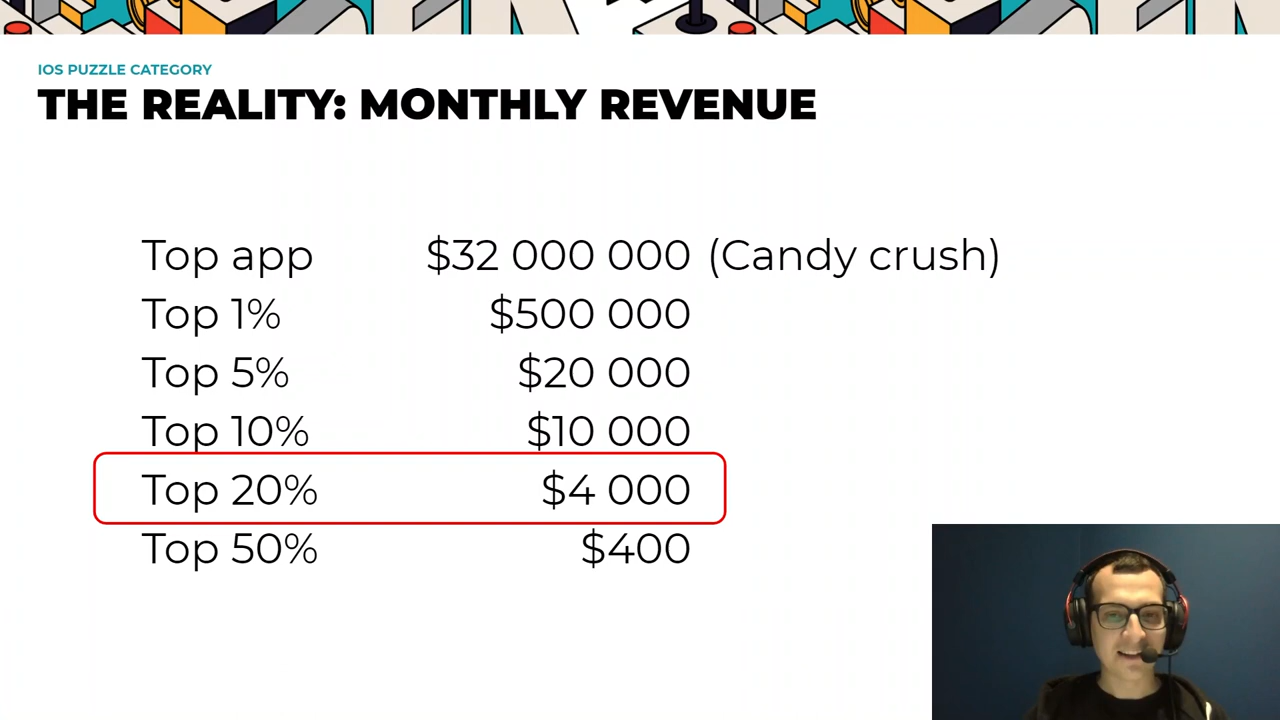 IOS PUZZLE CATEGORY
THE REALITY: MONTHLY REVENUE
Top app $32 000 000 (Candy crush)
Top 1% $500 000
Top 5% $20 000
Top 10% $10 000
Top 20% $4 000
Top 50% $400